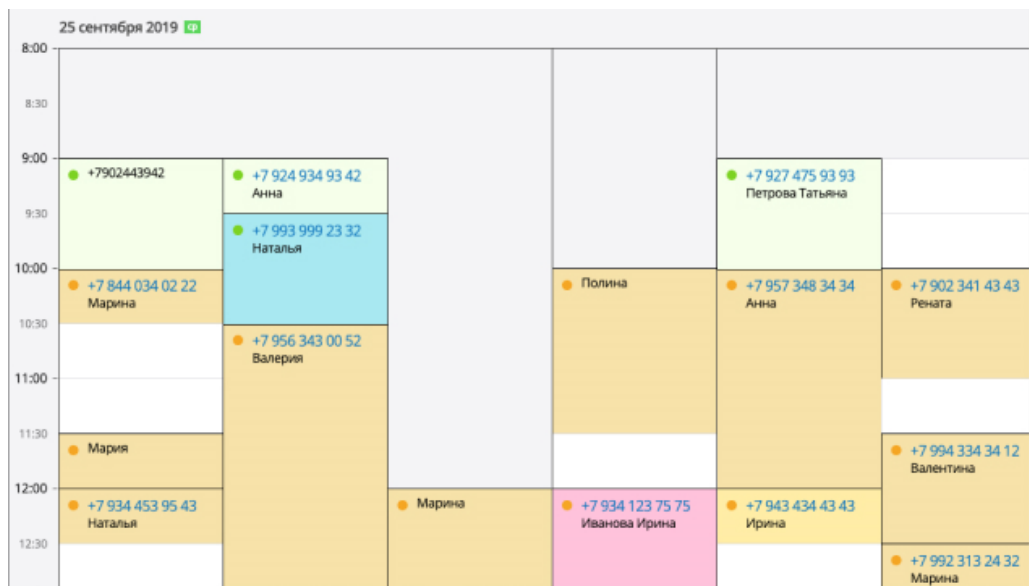 25 сентября 2019 ср
8:00
8:30
9:00
+7902443942
+7 924 934 93 42
Анна
+7 927 475 93 93
Петрова Татьяна
9:30
+7 993 999 23 32
Наталья
10:00
+7 844 034 02 22
Марина
Полина
+7 957 348 34 34
Анна
+7 902 341 43 43
Рената
10:30
+7 956 343 00 52
Валерия
11:00
11:30
Мария
+7 994 334 34 12
Валентина
12:00
+7 934 453 95 43
Наталья
Марина
+7 934 123 75 75
Иванова Ирина
+7 943 434 43 43
Ирина
12:30
+7 992 313 24 32
Марина